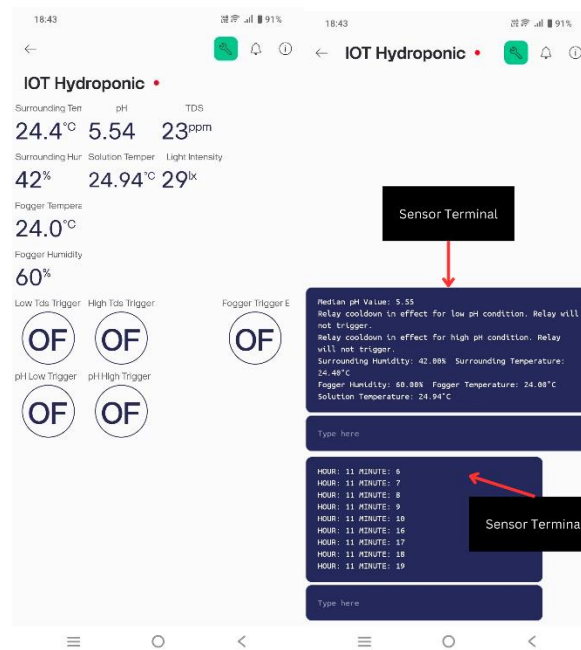 18:43
91%
IOT Hydroponic
Surrounding Ten pH TDS
24.4°C 5.54 23ppm
Surrounding Hur Solution Temper Light Intensity
42% 24.94°C 29lx
Fogger Tempera
24.0°C
Fogger Humidity
60%
Low Tds Trigger High Tds Trigger Fogger Trigger E
OF OF OF
pH Low Trigger pH High Trigger
OF OF
18:43
91%
IOT Hydroponic
Sensor Terminal
Median pH Value: 5.55
Relay cooldown in effect for low pH condition. Relay will
not trigger.
Relay cooldown in effect for high pH condition. Relay
will not trigger.
Surrounding Humidity: 42.00% Surrounding Temperature:
24.40°C
Fogger Humidity: 60.00% Fogger Temperature: 24.00°C
Solution Temperature: 24.94°C
Type here
HOUR: 11 MINUTE: 6
HOUR: 11 MINUTE: 7
HOUR: 11 MINUTE: 8
HOUR: 11 MINUTE: 9
HOUR: 11 MINUTE: 10
HOUR: 11 MINUTE: 16
HOUR: 11 MINUTE: 17
HOUR: 11 MINUTE: 18
HOUR: 11 MINUTE: 19
Sensor Termina
Type here